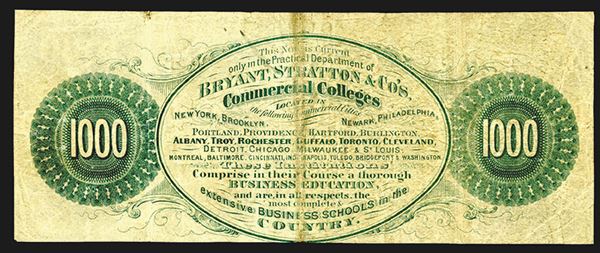 This Note is Current
only in the Practical Department of
BRYANT, STRATTON & CO'S,
Commercial Colleges
LOCATED IN
the following Commercial Cities
NEW YORK, BROOKLYN, NEWARK, PHILADELPHIA,
PORTLAND, PROVIDENCE, HARTFORD, BURLINGTON,
ALBANY, TROY, ROCHESTER, BUFFALO, TORONTO, CLEVELAND,
DETROIT, CHICAGO, MILWAUKEE & ST LOUIS;
MONTREAL, BALTIMORE, CINCINNATI, INDIANAPOLIS, TOLEDO, BRIDGEPORT & WASHINGTON
1000
1000
These Institutions
Comprise in their Course a thorough
BUSINESS EDUCATION,
and are, in all respects, the
most complete &
extensive BUSINESS SCHOOLS in the
COUNTRY.